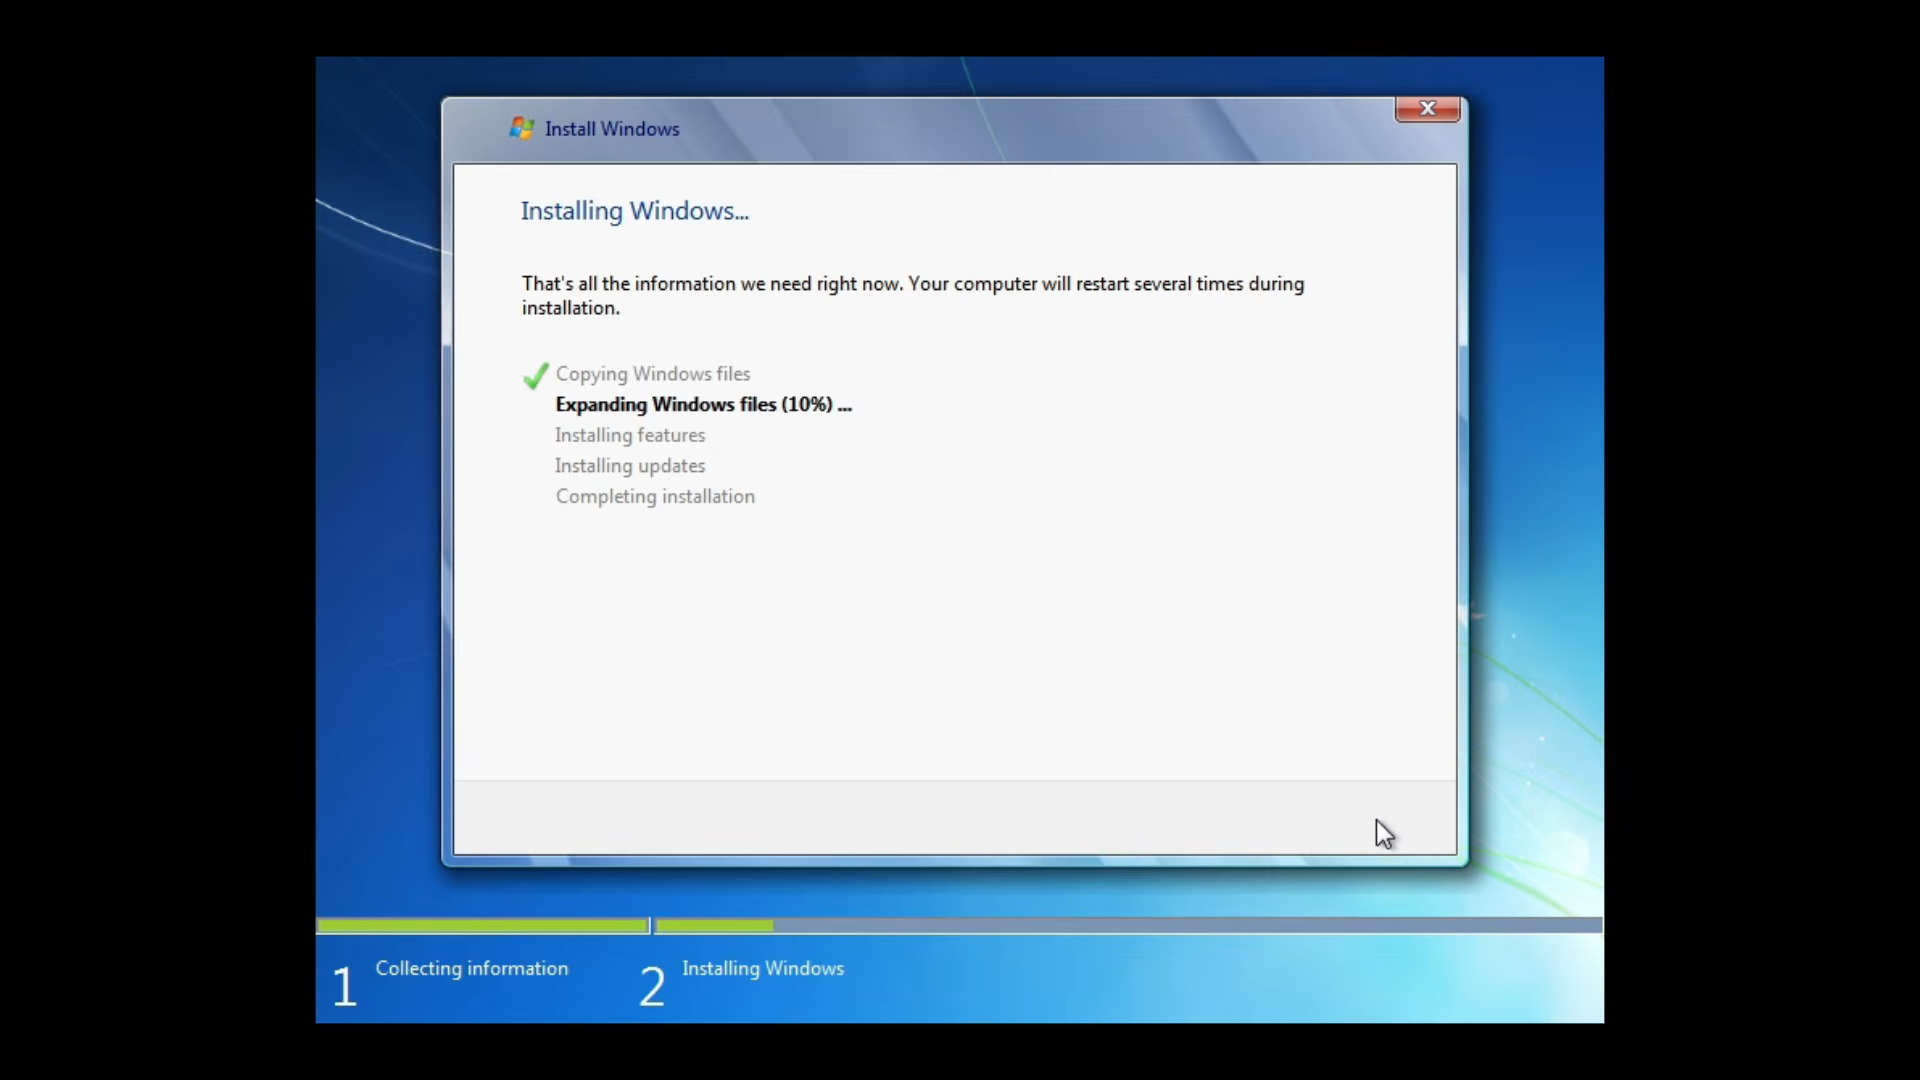 Install Windows
Installing Windows...
That's all the information we need right now. Your computer will restart several times during
installation.
Copying Windows files
Expanding Windows files (10%) ...
Installing features
Installing updates
Completing installation
1 Collecting information
2 Installing Windows